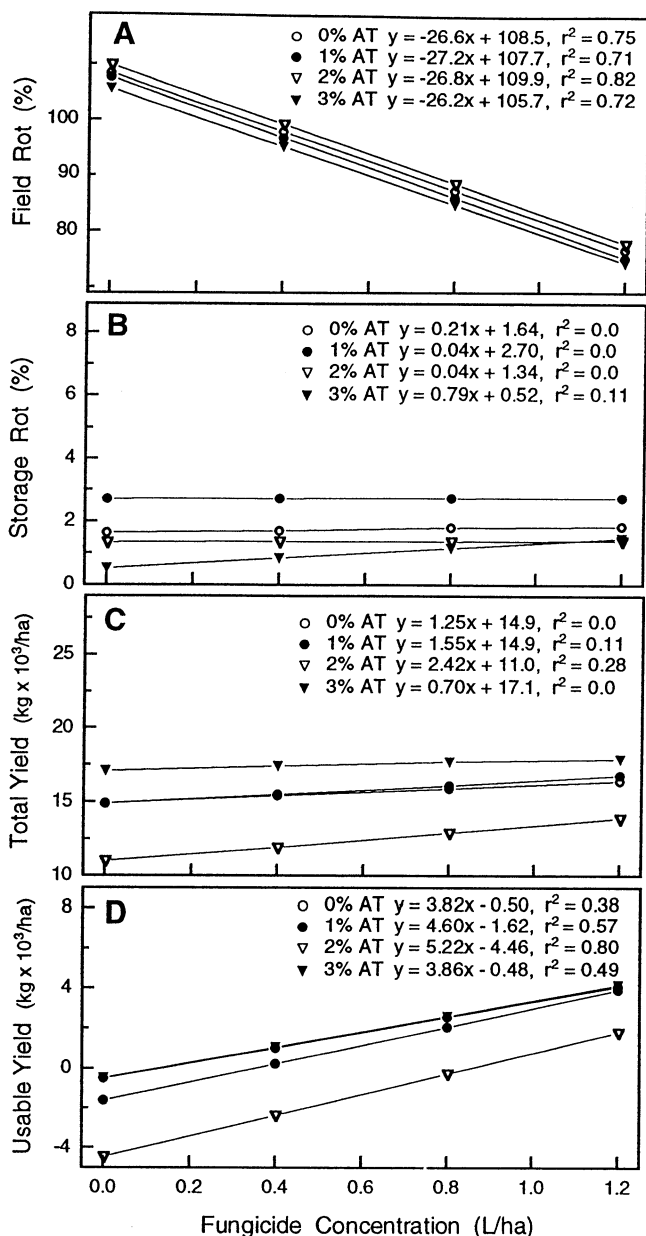 A
0% AT y = -26.6x + 108.5, r² = 0.75
1% AT y = -27.2x + 107.7, r² = 0.71
2% AT y = -26.8x + 109.9, r² = 0.82
3% AT y = -26.2x + 105.7, r² = 0.72
100
90
80
Field Rot (%)
B
0% AT y = 0.21x + 1.64, r² = 0.0
1% AT y = 0.04x + 2.70, r² = 0.0
2% AT y = 0.04x + 1.34, r² = 0.0
3% AT y = 0.79x + 0.52, r² = 0.11
8
6
4
2
0
Storage Rot (%)
C
0% AT y = 1.25x + 14.9, r² = 0.0
1% AT y = 1.55x + 14.9, r² = 0.11
2% AT y = 2.42x + 11.0, r² = 0.28
3% AT y = 0.70x + 17.1, r² = 0.0
25
20
15
10
Total Yield (kg x 10³/ha)
D
0% AT y = 3.82x - 0.50, r² = 0.38
1% AT y = 4.60x - 1.62, r² = 0.57
2% AT y = 5.22x - 4.46, r² = 0.80
3% AT y = 3.86x - 0.48, r² = 0.49
8
4
0
-4
Usable Yield (kg x 10³/ha)
0.0 0.2 0.4 0.6 0.8 1.0 1.2
Fungicide Concentration (L/ha)